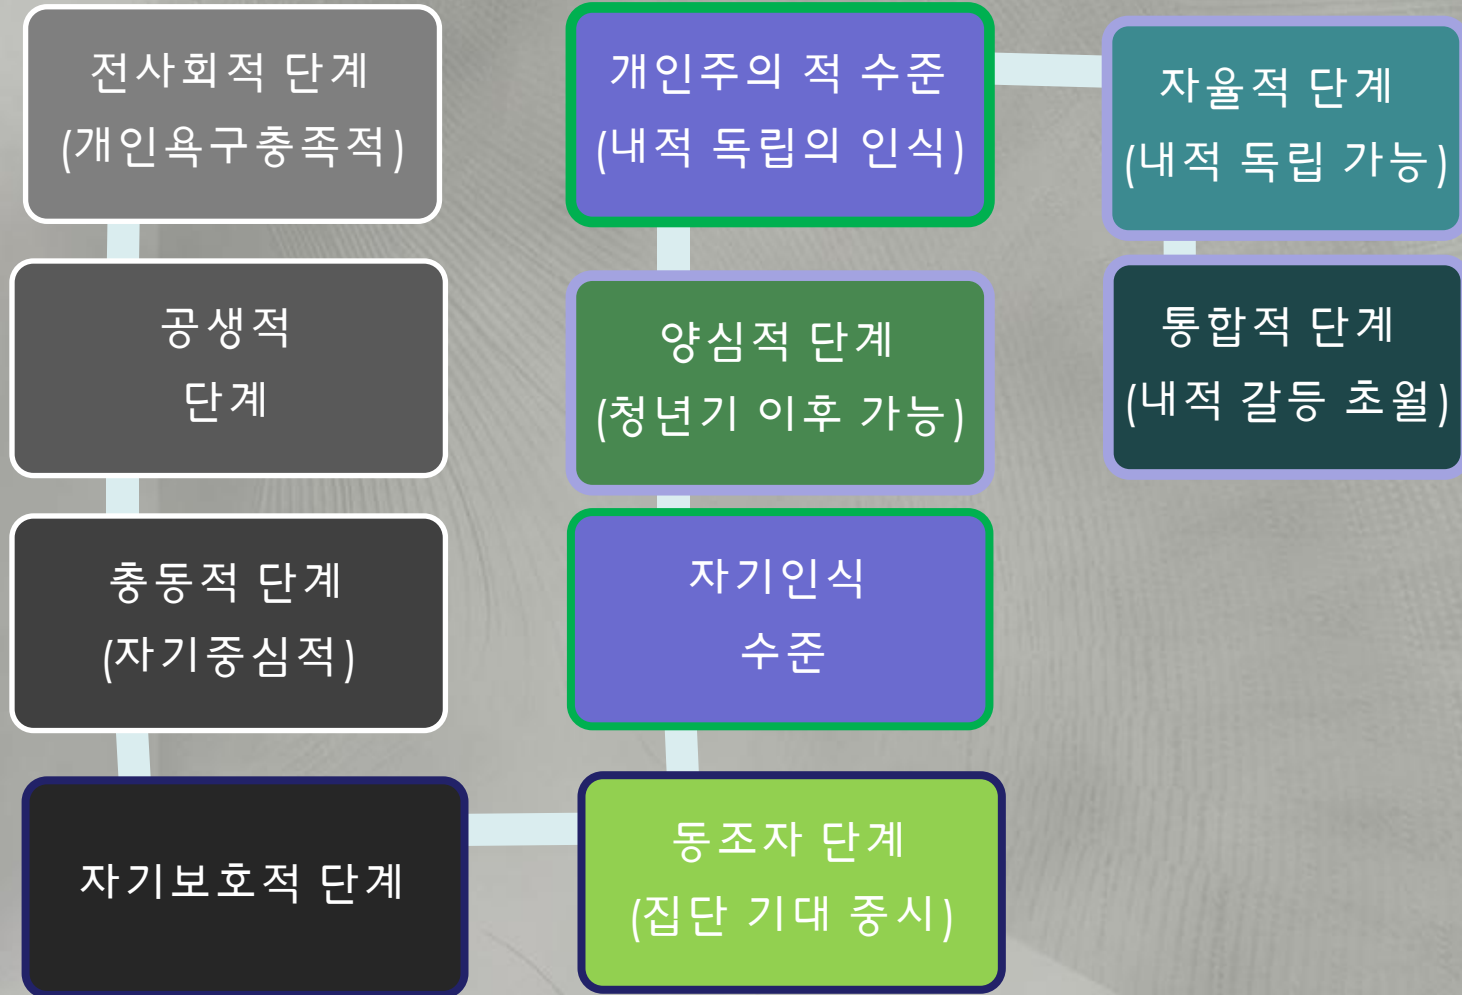 전사회적 단계
(개인욕구충족적)
공생적
단계
충동적 단계
(자기중심적)
자기보호적 단계
동조자 단계
(집단 기대 중시)
자기인식
수준
양심적 단계
(청년기 이후 가능)
개인주의 적 수준
(내적 독립의 인식)
자율적 단계
(내적 독립 가능)
통합적 단계
(내적 갈등 초월)